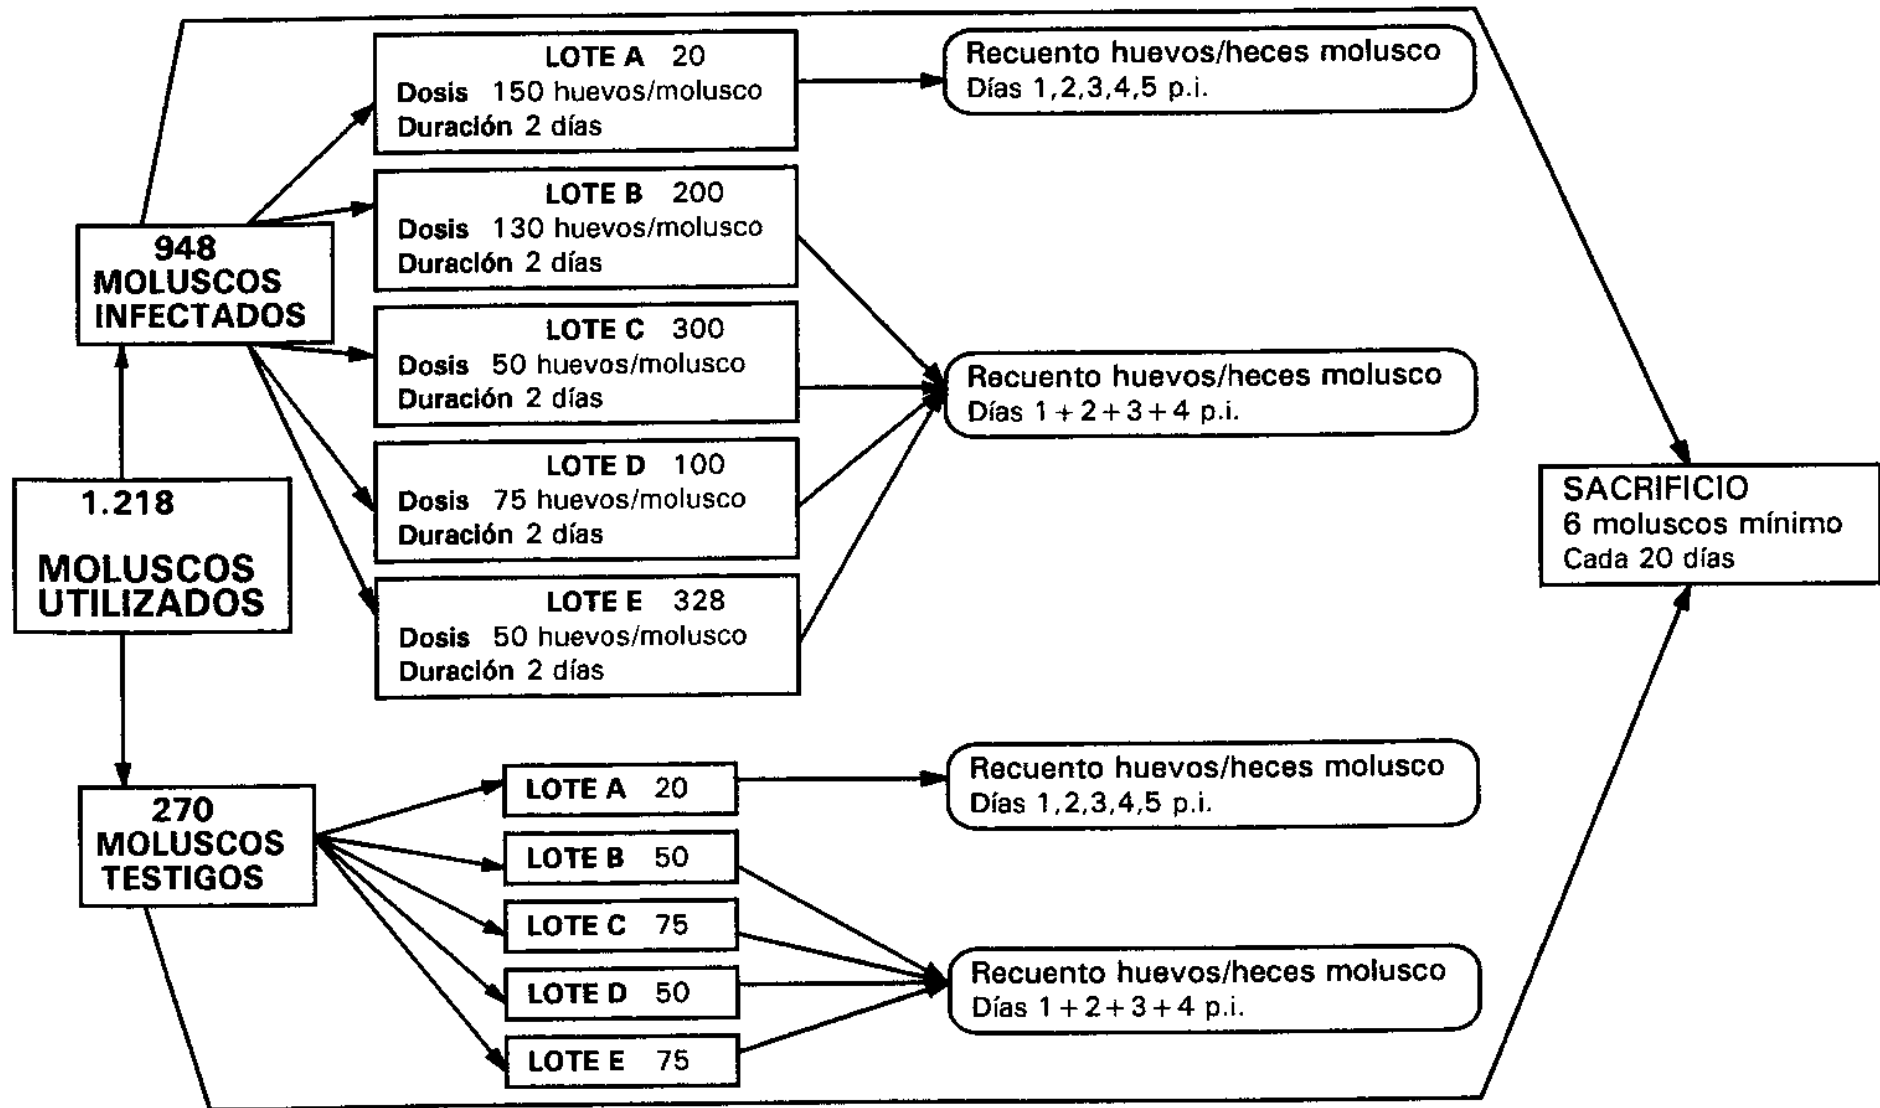 LOTE A 20
Dosis 150 huevos/molusco
Duración 2 días
Recuento huevos/heces molusco
Días 1,2,3,4,5 p.i.
LOTE B 200
Dosis 130 huevos/molusco
Duración 2 días
948
MOLUSCOS
INFECTADOS
LOTE C 300
Dosis 50 huevos/molusco
Duración 2 días
Recuento huevos/heces molusco
Días 1 + 2 + 3 + 4 p.i.
LOTE D 100
Dosis 75 huevos/molusco
Duración 2 días
1.218
MOLUSCOS
UTILIZADOS
SACRIFICIO
6 moluscos mínimo
Cada 20 días
LOTE E 328
Dosis 50 huevos/molusco
Duración 2 días
270
MOLUSCOS
TESTIGOS
LOTE A 20
Recuento huevos/heces molusco
Días 1,2,3,4,5 p.i.
LOTE B 50
LOTE C 75
LOTE D 50
LOTE E 75
Recuento huevos/heces molusco
Días 1 + 2 + 3 + 4 p.i.